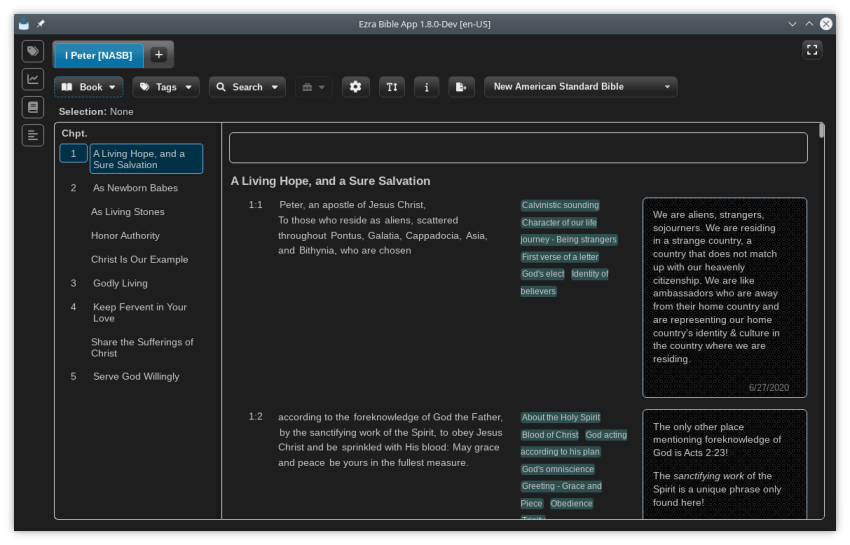 Ezra Bible App 1.8.0-Dev [en-US]
I Peter [NASB]
+
Book
Tags
Search
New American Standard Bible
Selection: None
Chpt.
1 A Living Hope, and a
Sure Salvation
2 As Newborn Babes
As Living Stones
Honor Authority
Christ Is Our Example
3 Godly Living
4 Keep Fervent in Your
Love
Share the Sufferings of
Christ
5 Serve God Willingly
A Living Hope, and a Sure Salvation
1:1 Peter, an apostle of Jesus Christ,
To those who reside as aliens, scattered
throughout Pontus, Galatia, Cappadocia, Asia,
and Bithynia, who are chosen
Calvinistic sounding
Character of our life
journey - Being strangers
First verse of a letter
God's elect Identity of
believers
We are aliens, strangers,
sojourners. We are residing
in a strange country, a
country that does not match
up with our heavenly
citizenship. We are like
ambassadors who are away
from their home country and
are representing our home
country's identity & culture in
the country where we are
residing.
6/27/2020
1:2 according to the foreknowledge of God the Father,
by the sanctifying work of the Spirit, to obey Jesus
Christ and be sprinkled with His blood: May grace
and peace be yours in the fullest measure.
About the Holy Spirit
Blood of Christ God acting
according to his plan
God's omniscience
Greeting - Grace and
Piece Obedience
Trinity
The only other place
mentioning foreknowledge of
God is Acts 2:23!
The sanctifying work of the
Spirit is a unique phrase only
found here!